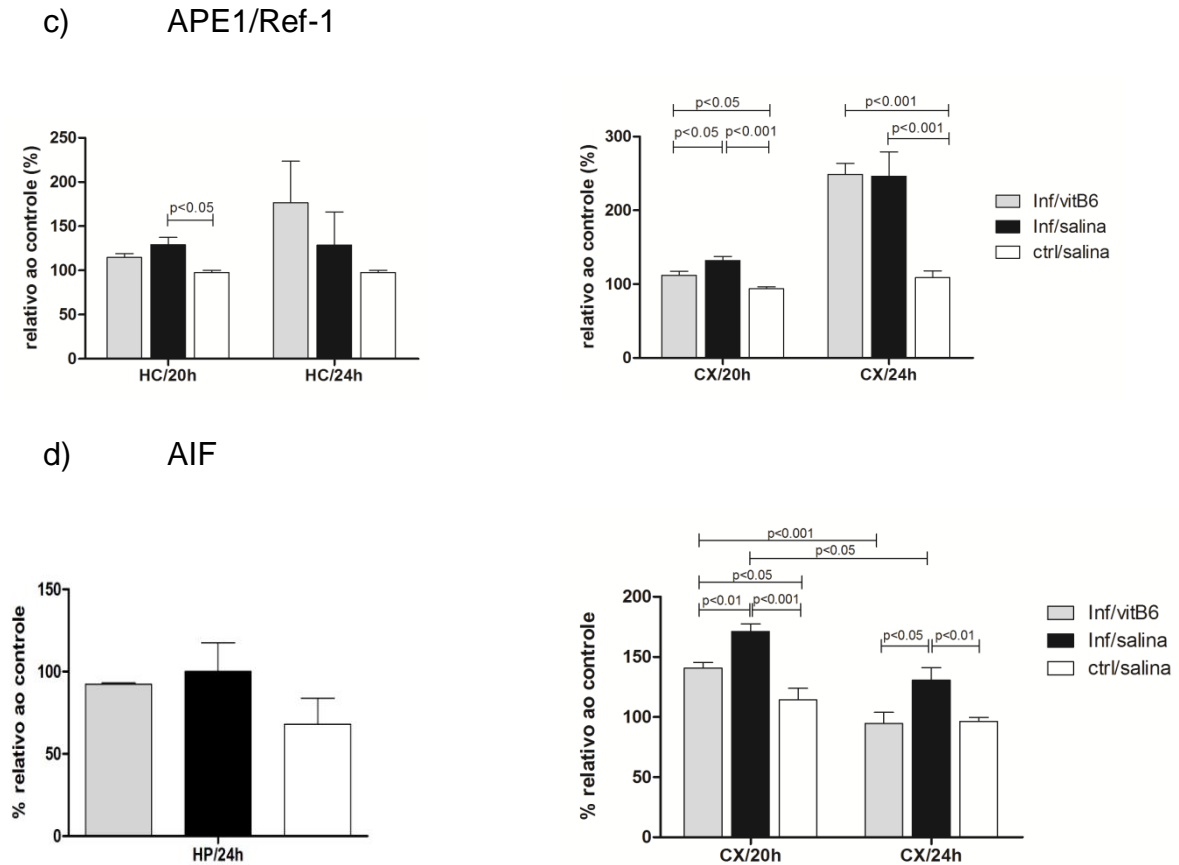 c) APE1/Ref-1
relativo ao controle (%)
250
200
150
100
50
0
p<0.05
HC/20h HC/24h
relativo ao controle (%)
300
200
100
0
p<0.05
p<0.05 p<0.001
p<0.001
p<0.001
CX/20h CX/24h
Inf/vitB6
Inf/salina
ctrl/salina
d) AIF
% relativo ao controle
150
100
50
0
HP/24h
% relativo ao controle
200
150
100
50
0
p<0.001
p<0.05
p<0.05
p<0.01 p<0.001
p<0.05 p<0.01
CX/20h CX/24h
Inf/vitB6
Inf/salina
ctrl/salina